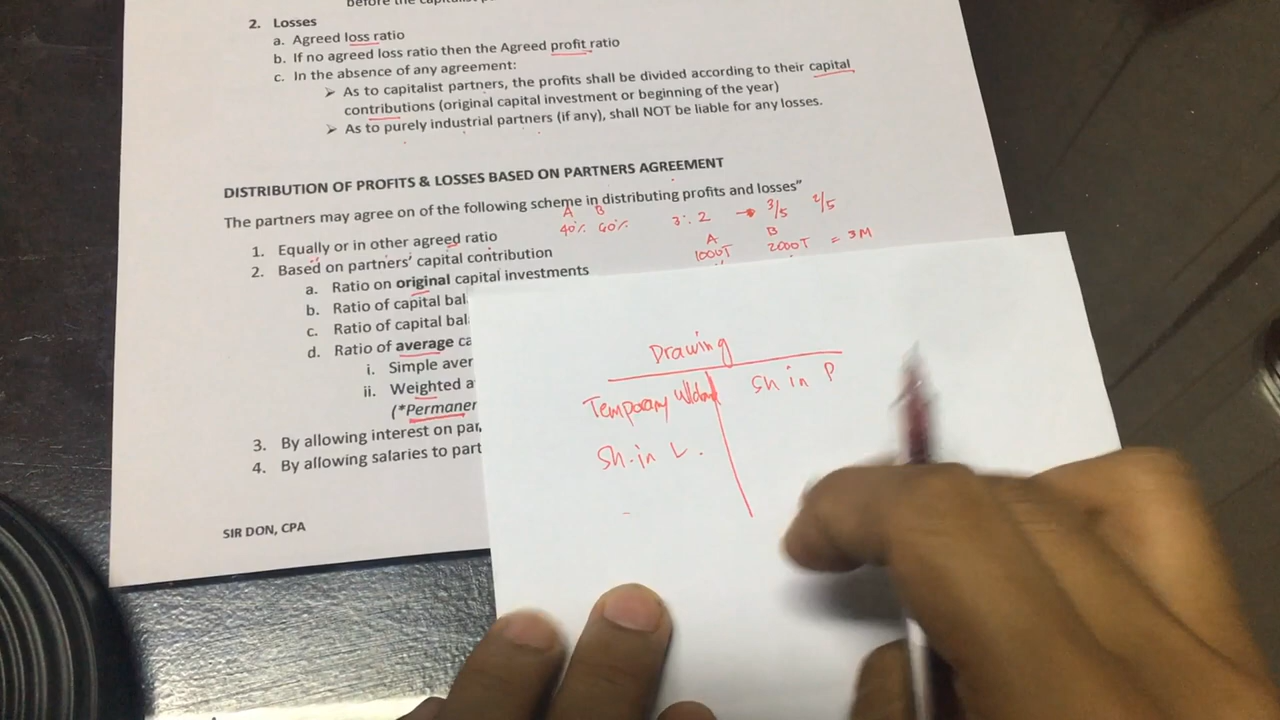 before the capitalist p
2. Losses
a. Agreed loss ratio
b. If no agreed loss ratio then the Agreed profit ratio
c. In the absence of any agreement:
➢ As to capitalist partners, the profits shall be divided according to their capital
contributions (original capital investment or beginning of the year)
➢ As to purely industrial partners (if any), shall NOT be liable for any losses.
DISTRIBUTION OF PROFITS & LOSSES BASED ON PARTNERS AGREEMENT
The partners may agree on of the following scheme in distributing profits and losses"
A B
40% 60% 3:2 → 3/5 2/5
1. Equally or in other agreed ratio
A B
1000T 2000T = 3M
2. Based on partners' capital contribution
a. Ratio on original capital investments
b. Ratio of capital bal
c. Ratio of capital bal
d. Ratio of average ca
i. Simple aver
ii. Weighted a
(*Permaner
3. By allowing interest on par
4. By allowing salaries to part
SIR DON, CPA
Drawing
Temporary Sh in P
Sh. in L.